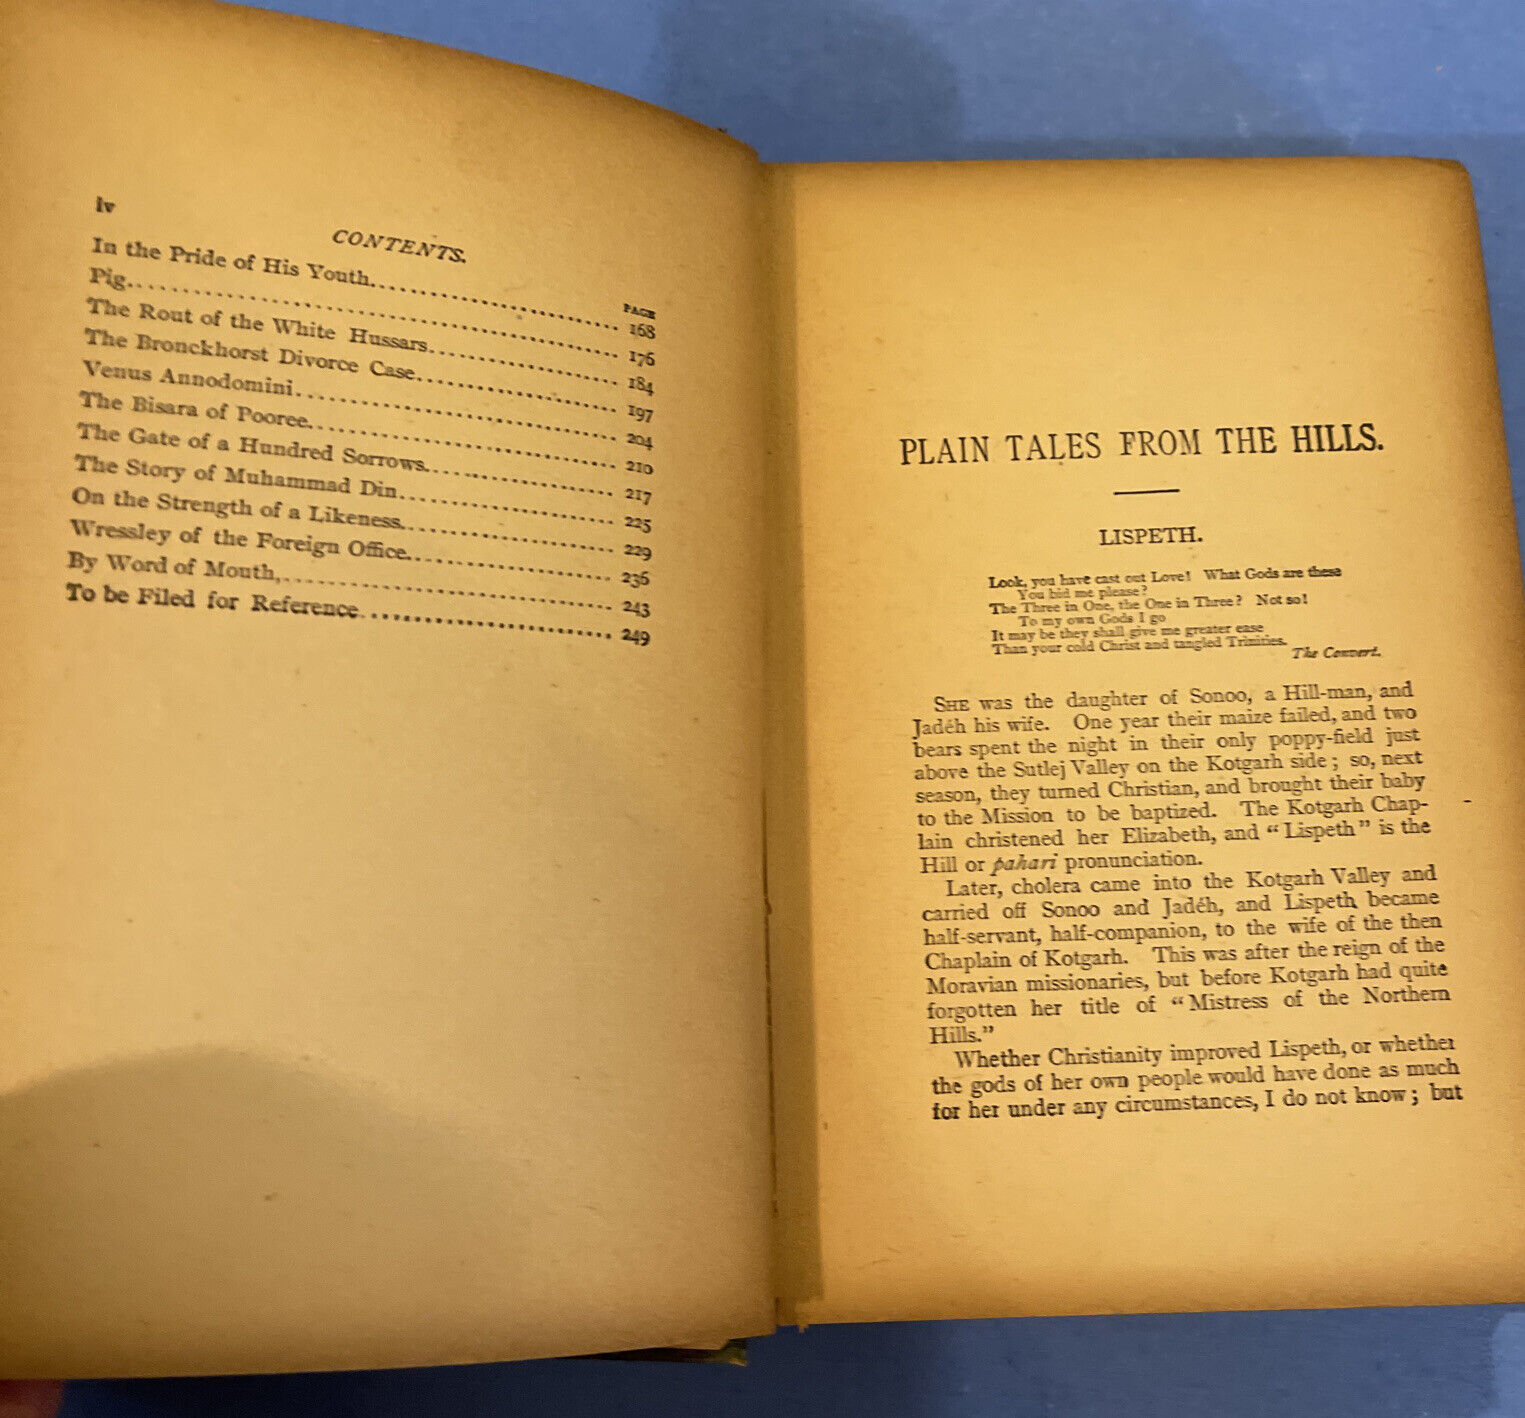 iv
CONTENTS.
PAGE
In the Pride of His Youth........................ 168
Pig........................ 176
The Rout of the White Hussars........................ 184
The Bronckhorst Divorce Case........................ 197
Venus Annodomini........................ 204
The Bisara of Pooree........................ 210
The Gate of a Hundred Sorrows........................ 217
The Story of Muhammad Din........................ 225
On the Strength of a Likeness........................ 229
Wressley of the Foreign Office........................ 236
By Word of Mouth,........................ 243
To be Filed for Reference........................ 249
PLAIN TALES FROM THE HILLS.
LISPETH.
Look, you have cast out Love! What Gods are these
You bid me please?
The Three in One, the One in Three? Not so!
To my own Gods I go
It may be they shall give me greater ease
Than your cold Christ and tangled Trinities.
The Convert.
SHE was the daughter of Sonoo, a Hill-man, and
Jadéh his wife. One year their maize failed, and two
bears spent the night in their only poppy-field just
above the Sutlej Valley on the Kotgarh side; so, next
season, they turned Christian, and brought their baby
to the Mission to be baptized. The Kotgarh Chap-
lain christened her Elizabeth, and "Lispeth" is the
Hill or pahari pronunciation.
Later, cholera came into the Kotgarh Valley and
carried off Sonoo and Jadéh, and Lispeth became
half-servant, half-companion, to the wife of the then
Chaplain of Kotgarh. This was after the reign of the
Moravian missionaries, but before Kotgarh had quite
forgotten her title of "Mistress of the Northern
Hills."
Whether Christianity improved Lispeth, or whether
the gods of her own people would have done as much
for her under any circumstances, I do not know; but